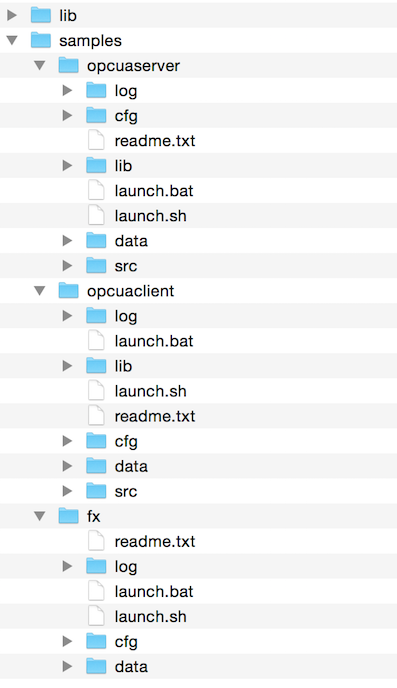 lib
samples
opcuaserver
log
cfg
readme.txt
lib
launch.bat
launch.sh
data
src
opcuaclient
log
launch.bat
lib
launch.sh
readme.txt
cfg
data
src
fx
readme.txt
log
launch.bat
launch.sh
cfg
data